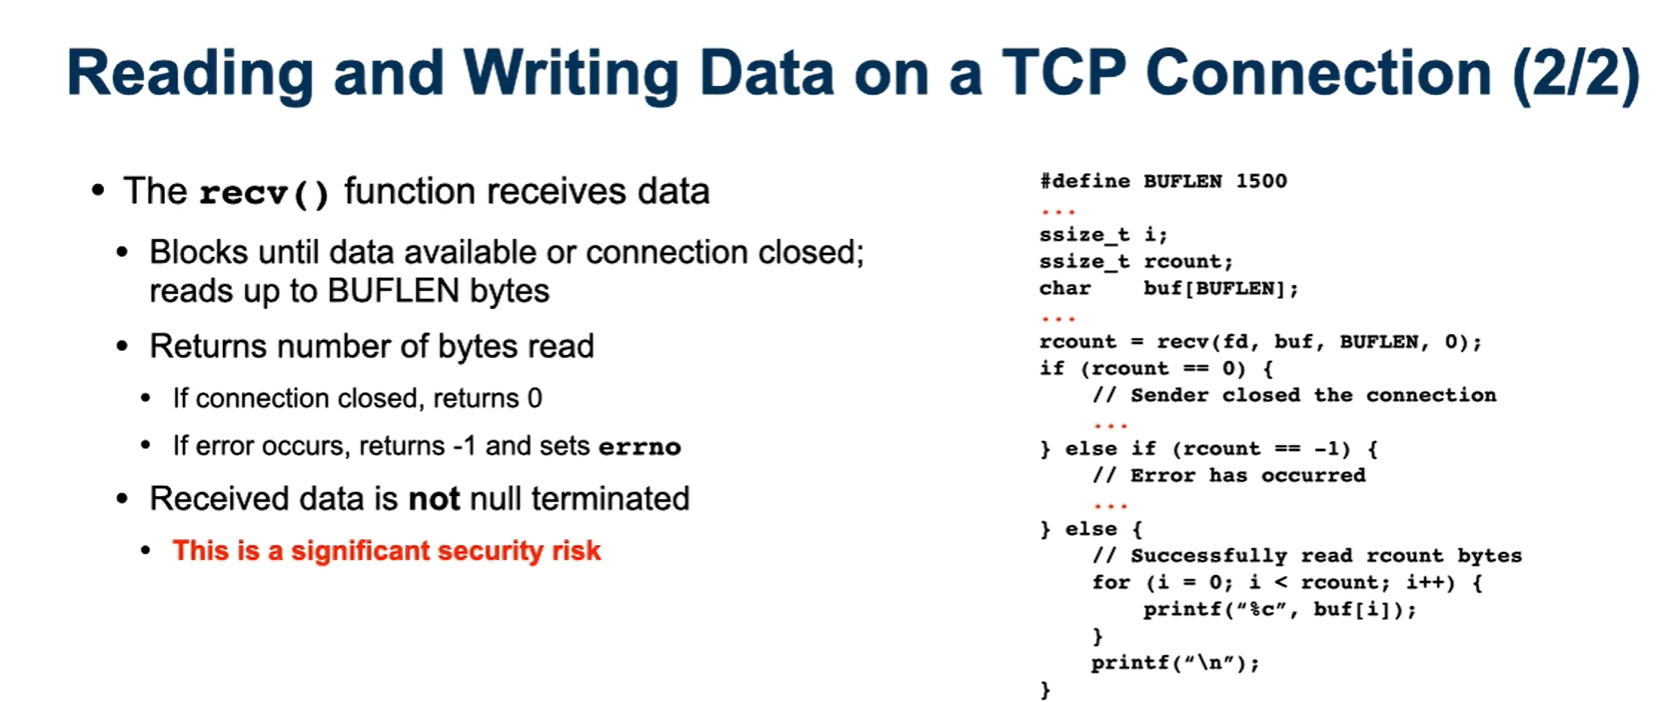 Reading and Writing Data on a TCP Connection (2/2)
• The recv() function receives data
• Blocks until data available or connection closed;
reads up to BUFLEN bytes
• Returns number of bytes read
• If connection closed, returns 0
• If error occurs, returns -1 and sets errno
• Received data is not null terminated
• This is a significant security risk
#define BUFLEN 1500
...
ssize_t i;
ssize_t rcount;
char    buf[BUFLEN];
...
rcount = recv(fd, buf, BUFLEN, 0);
if (rcount == 0) {
    // Sender closed the connection
    ...
} else if (rcount == -1) {
    // Error has occurred
    ...
} else {
    // Successfully read rcount bytes
    for (i = 0; i < rcount; i++) {
        printf(“%c”, buf[i]);
    }
    printf(“\n”);
}